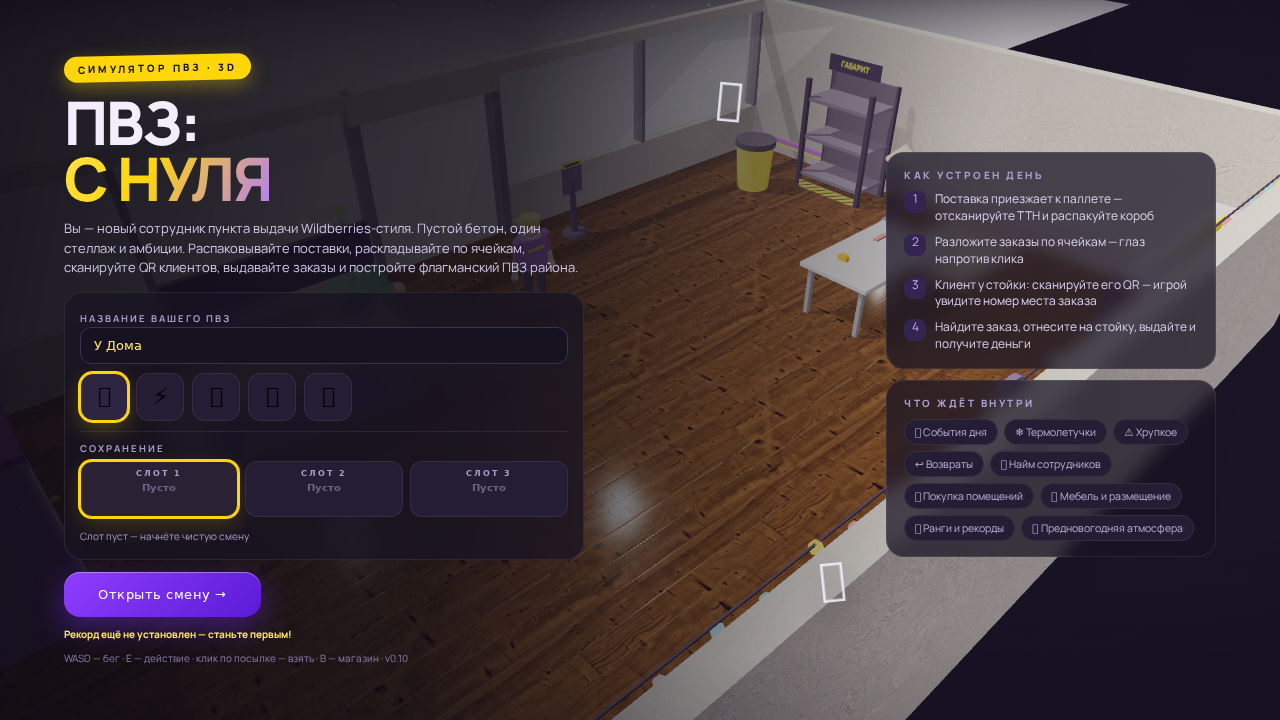 СИМУЛЯТОР ПВЗ · 3D
ПВЗ:
С НУЛЯ
Вы — новый сотрудник пункта выдачи Wildberries-стиля. Пустой бетон, один
стеллаж и амбиции. Распаковывайте поставки, раскладывайте по ячейкам,
сканируйте QR клиентов, выдавайте заказы и постройте флагманский ПВЗ района.
НАЗВАНИЕ ВАШЕГО ПВЗ
У Дома
⚡
СОХРАНЕНИЕ
СЛОТ 1
Пусто
СЛОТ 2
Пусто
СЛОТ 3
Пусто
Слот пуст — начнёте чистую смену
Открыть смену →
Рекорд ещё не установлен — станьте первым!
WASD — бег · E — действие · клик по посылке — взять · B — магазин · v0.10
ГАБАРИТ
КАК УСТРОЕН ДЕНЬ
1 Поставка приезжает к паллете —
отсканируйте ТТН и распакуйте короб
2 Разложите заказы по ячейкам — глаз
напротив клика
3 Клиент у стойки: сканируйте его QR — игрой
увидите номер места заказа
4 Найдите заказ, отнесите на стойку, выдайте и
получите деньги
ЧТО ЖДЁТ ВНУТРИ
События дня
❄ Термолетучки
⚠ Хрупкое
↩ Возвраты
Найм сотрудников
Покупка помещений
Мебель и размещение
Ранги и рекорды
Предновогодняя атмосфера